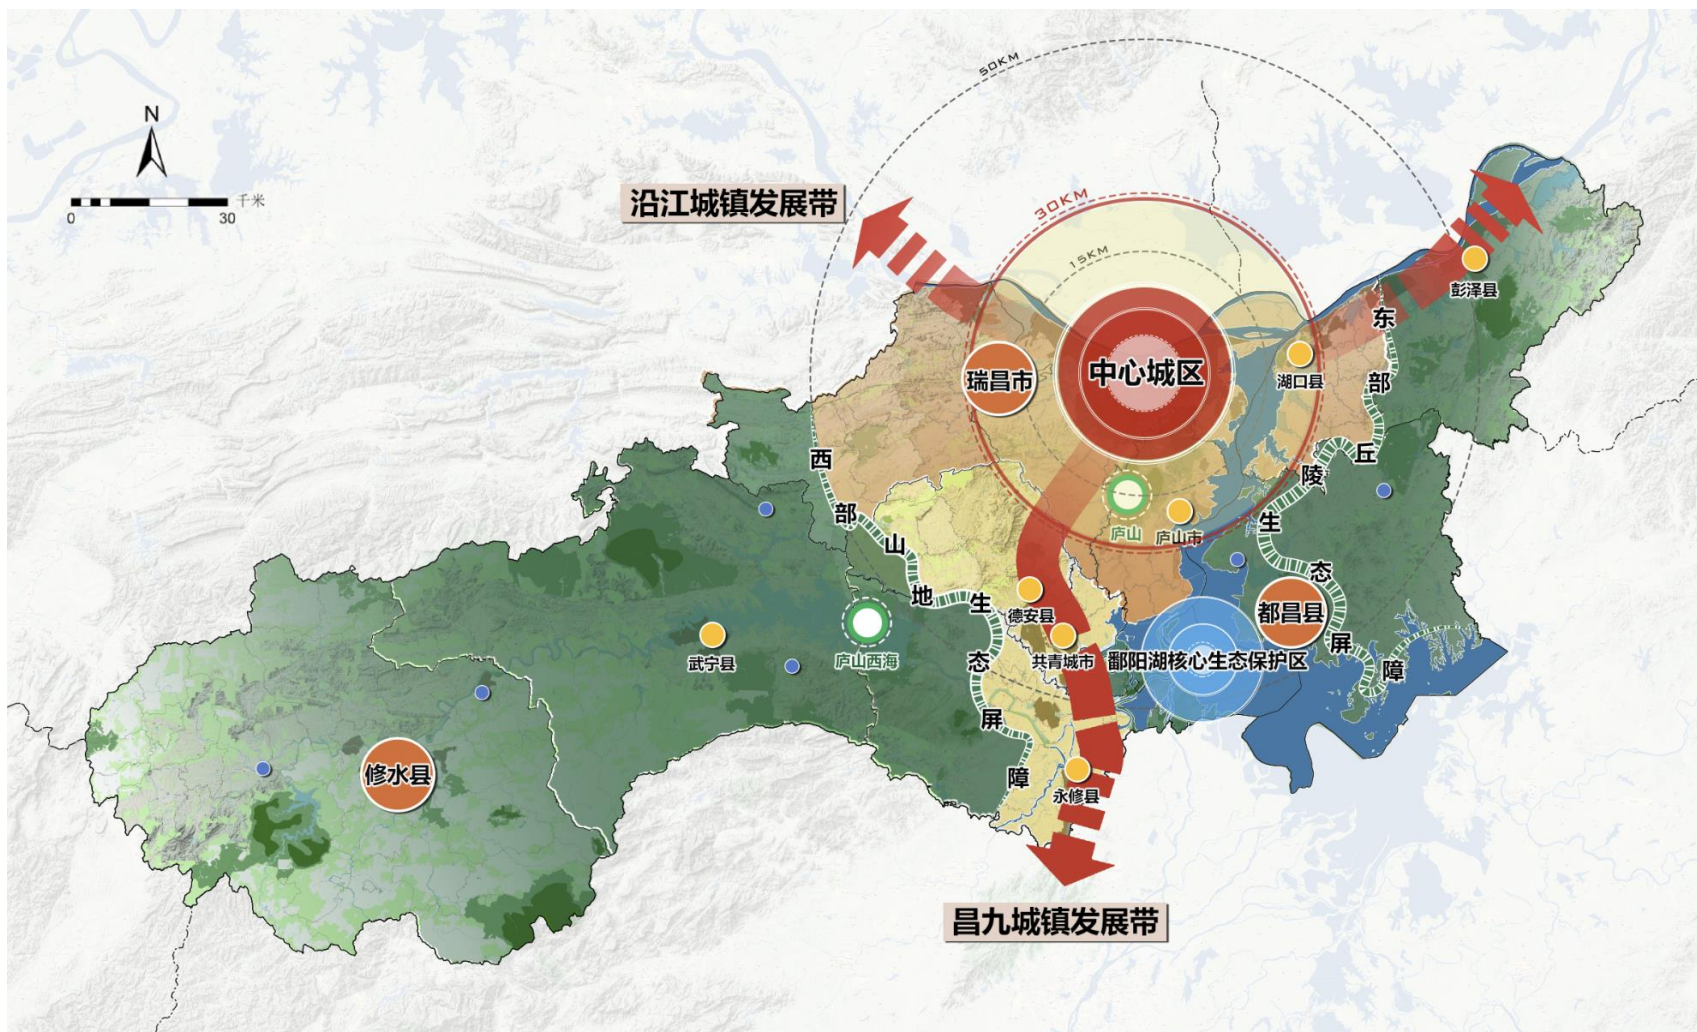 50KM
N
千米
0
30
沿江城镇发展带
30KM
15KM
彭泽县
中心城区
瑞昌市
湖口县
东部丘陵生态屏障
西部山地生态屏障
庐山
庐山市
德安县
都昌县
庐山西海
武宁县
共青城市
鄱阳湖核心生态保护区
修水县
永修县
昌九城镇发展带